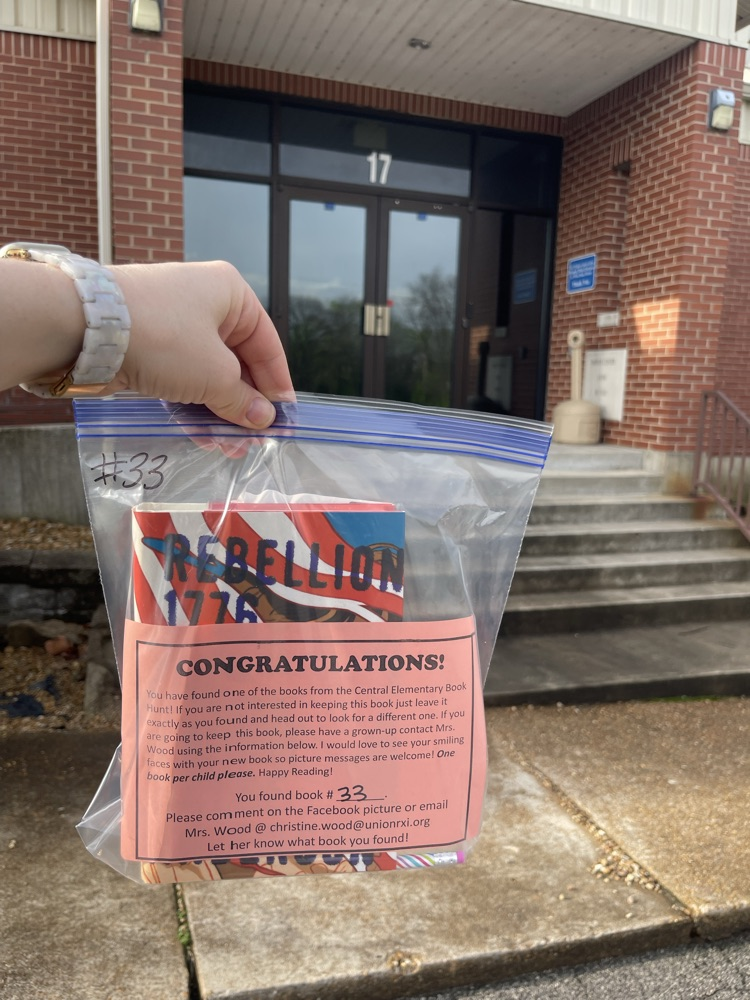 17
#33
REBELLION
1776
CONGRATULATIONS!
You have found one of the books from the Central Elementary Book
Hunt! If you are not interested in keeping this book just leave it
exactly as you found and head out to look for a different one. If you
are going to keep this book, please have a grown-up contact Mrs.
Wood using the information below. I would love to see your smiling
faces with your new book so picture messages are welcome! One
book per child please. Happy Reading!
You found book # 33.
Please comment on the Facebook picture or email
Mrs. Wood @ christine.wood@unionrxi.org
Let her know what book you found!